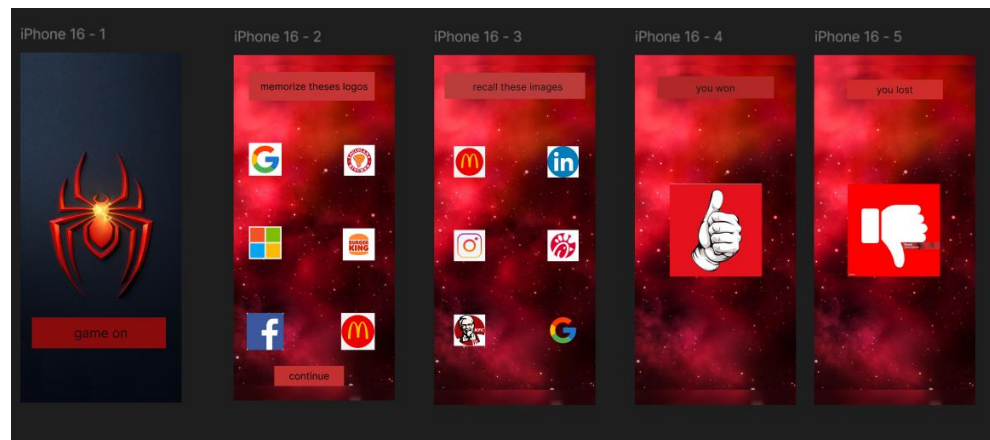 iPhone 16 - 1
iPhone 16 - 2
iPhone 16 - 3
iPhone 16 - 4
iPhone 16 - 5
memorize theses logos
recall these images
you won
you lost
BURGER
KING
KFC
game on
continue